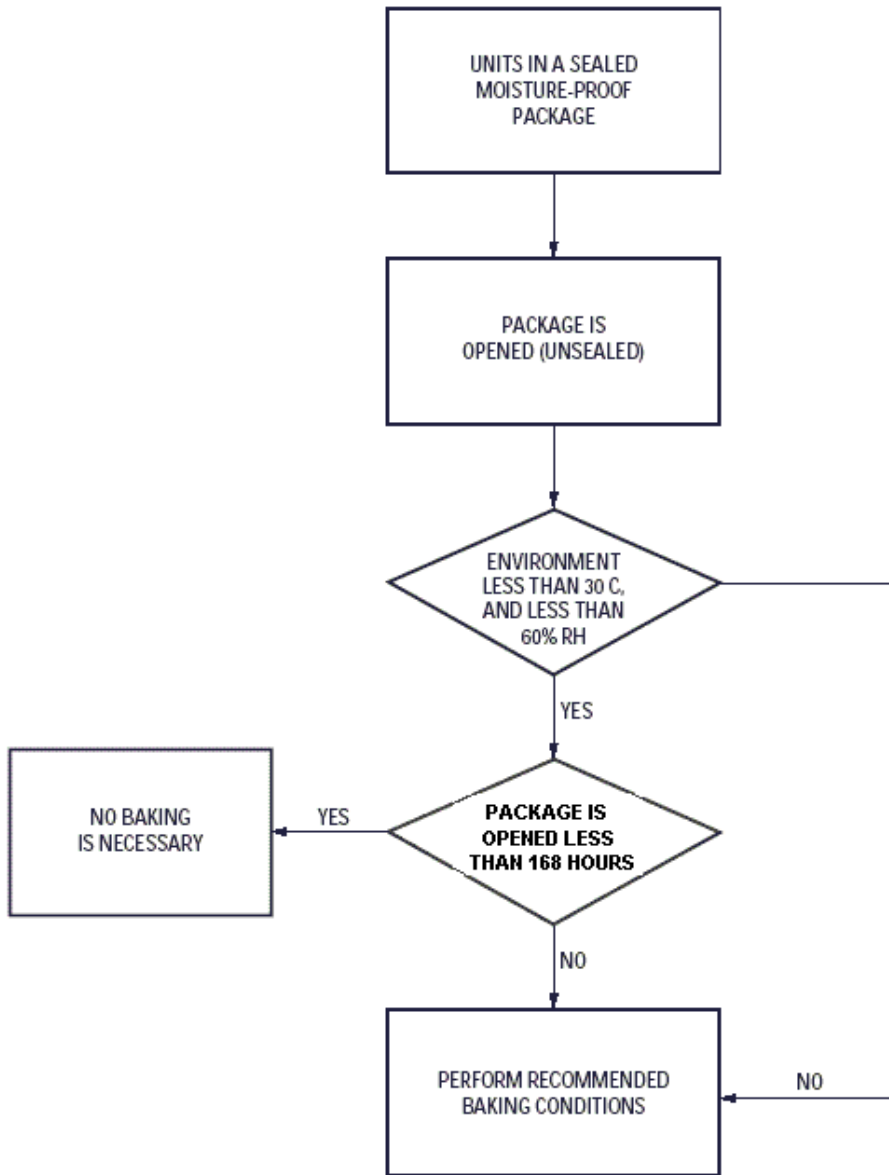 UNITS IN A SEALED
MOISTURE-PROOF
PACKAGE
PACKAGE IS
OPENED (UNSEALED)
ENVIRONMENT
LESS THAN 30 C,
AND LESS THAN
60% RH
YES
PACKAGE IS
OPENED LESS
THAN 168 HOURS
YES
NO BAKING
IS NECESSARY
NO
PERFORM RECOMMENDED
BAKING CONDITIONS
NO